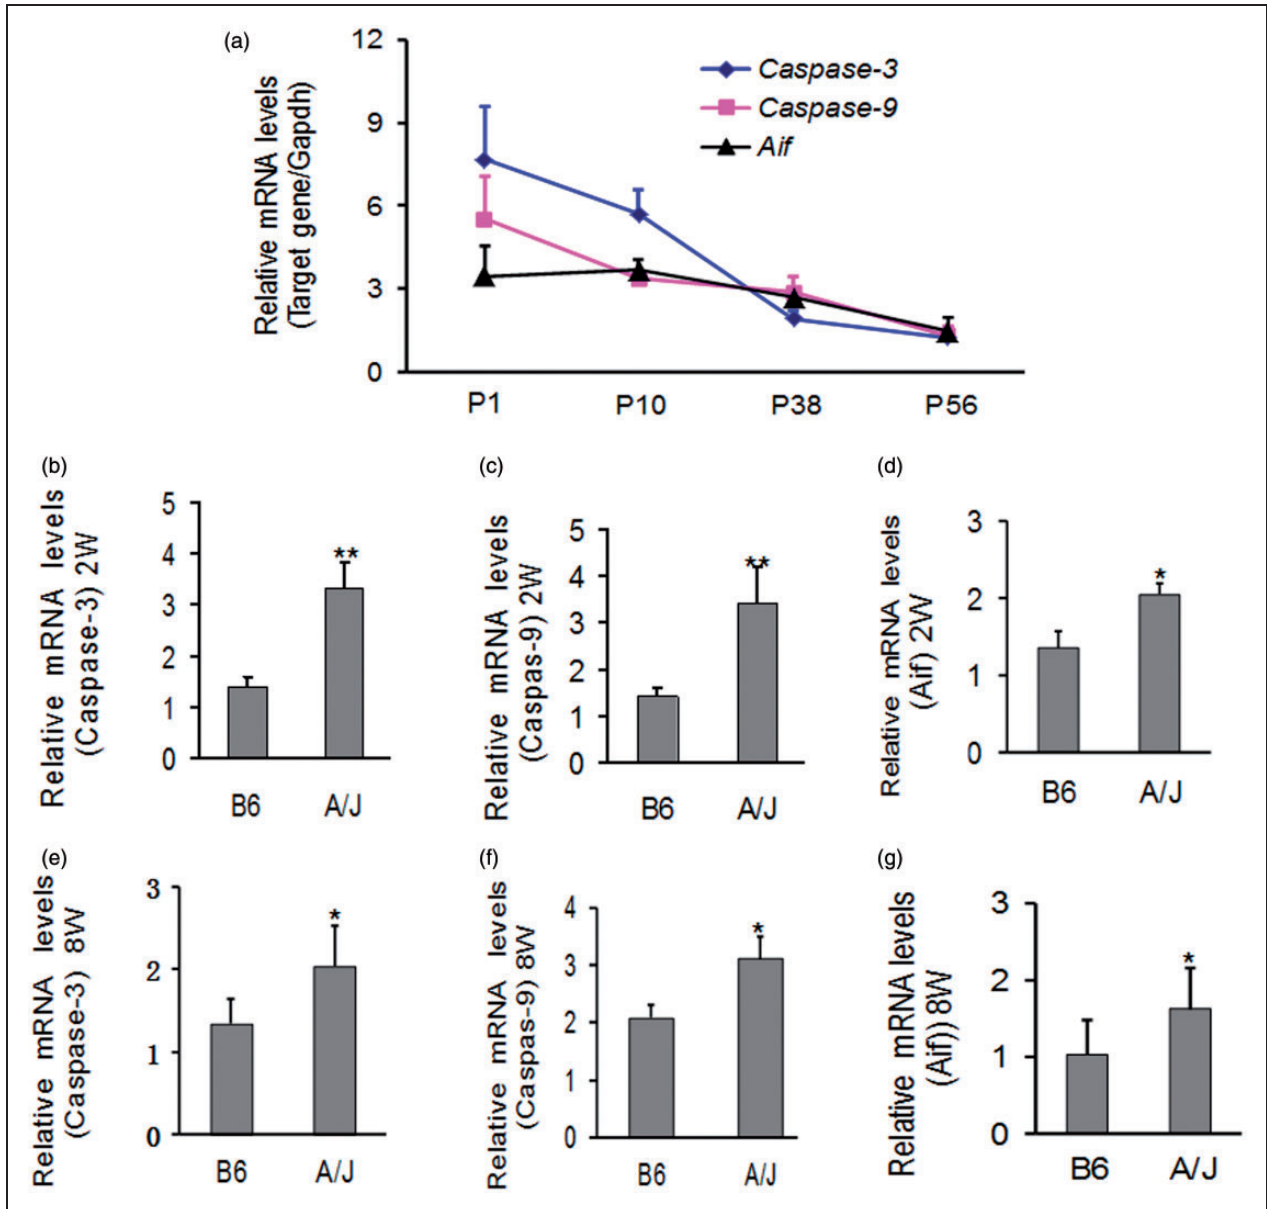 (a)
Relative mRNA levels
(Target gene/Gapdh)
12
9
6
3
0
Caspase-3
Caspase-9
Aif
P1 P10 P38 P56
(b)
Relative mRNA levels
(Caspase-3) 2W
5
4
3
2
1
0
**
B6 A/J
(c)
Relative mRNA levels
(Caspas-9) 2W
5
4
3
2
1
0
**
B6 A/J
(d)
Relative mRNA levels
(Aif) 2W
3
2
1
0
*
B6 A/J
(e)
Relative mRNA levels
(Caspase-3) 8W
3
2
1
0
*
B6 A/J
(f)
Relative mRNA levels
(Caspas-9) 8W
4
3
2
1
0
*
B6 A/J
(g)
Relative mRNA levels
(Aif)) 8W
3
2
1
0
*
B6 A/J